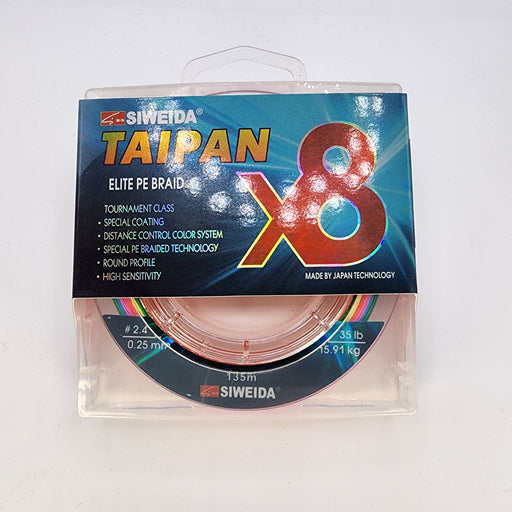 SIWEIDA®
TAIPAN
X8
ELITE PE BRAID
TOURNAMENT CLASS
• SPECIAL COATING
• DISTANCE CONTROL COLOR SYSTEM
• SPECIAL PE BRAIDED TECHNOLOGY
• ROUND PROFILE
• HIGH SENSITIVITY
MADE BY JAPAN TECHNOLOGY
# 2.4
0.25 mm
35 lb
15.91 kg
135m
SIWEIDA